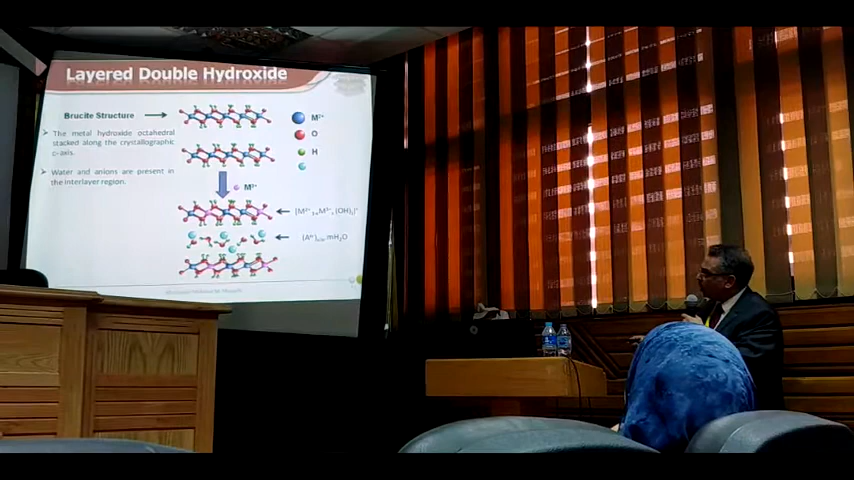 Layered Double Hydroxide
Brucite Structure
M²⁺
➤ The metal hydroxide octahedral
stacked along the crystallographic
c-axis.
O
H
➤ Water and anions are present in
the interlayer region.
M³⁺
[M²⁺₁₋ₓM³⁺ₓ(OH)₂]ˣ⁺
(Aⁿ⁻)ₓ/ₙ.mH₂O